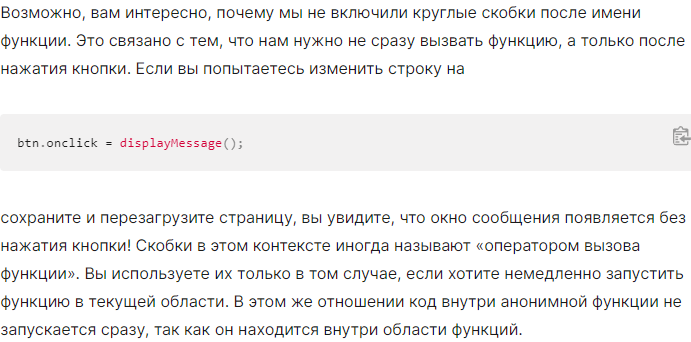 Возможно, вам интересно, почему мы не включили круглые скобки после имени
функции. Это связано с тем, что нам нужно не сразу вызвать функцию, а только после
нажатия кнопки. Если вы попытаетесь изменить строку на
btn.onclick = displayMessage();
сохраните и перезагрузите страницу, вы увидите, что окно сообщения появляется без
нажатия кнопки! Скобки в этом контексте иногда называют «оператором вызова
функции». Вы используете их только в том случае, если хотите немедленно запустить
функцию в текущей области. В этом же отношении код внутри анонимной функции не
запускается сразу, так как он находится внутри области функций.